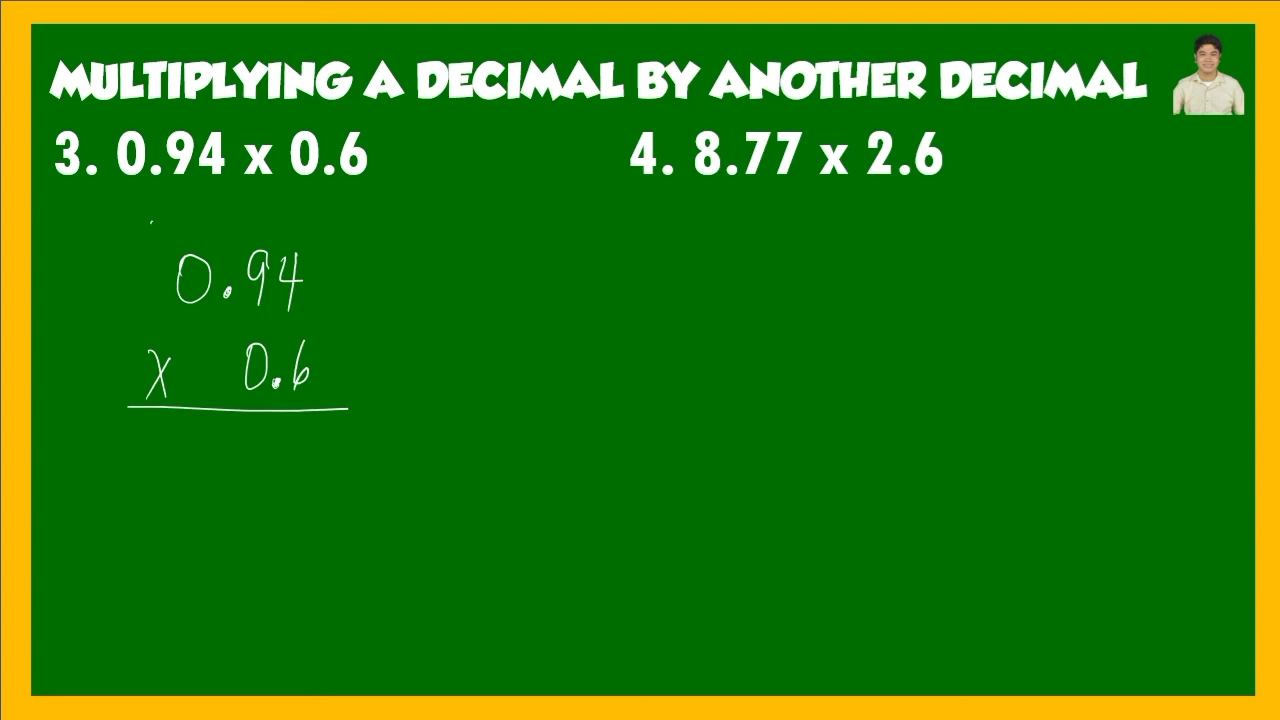 MULTIPLYING A DECIMAL BY ANOTHER DECIMAL
3. 0.94 x 0.6
4. 8.77 x 2.6
0.94
x 0.6